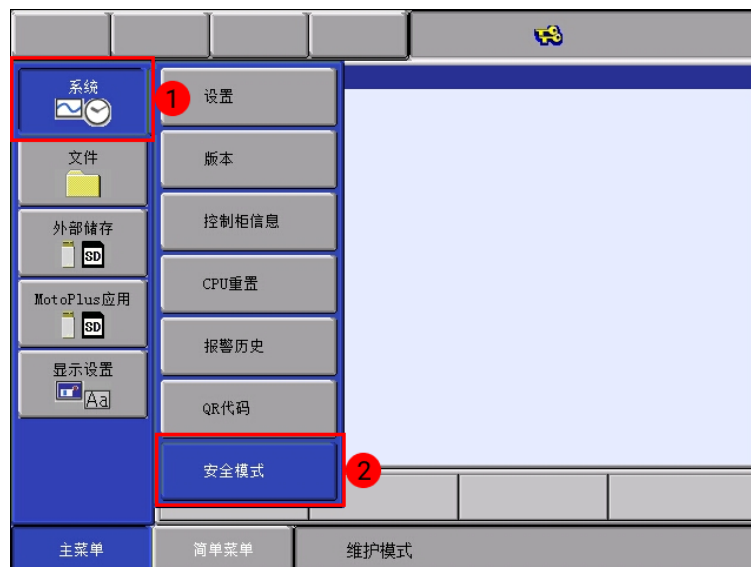 系统
1
设置
文件
版本
外部储存
SD
控制柜信息
MotoPlus应用
SD
CPU重置
显示设置
Aa
报警历史
QR代码
安全模式
2
主菜单
简单菜单
维护模式